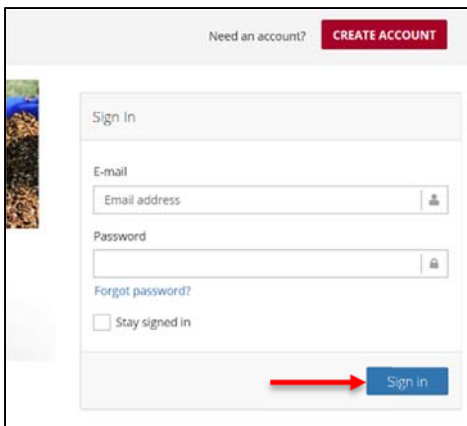 Need an account? CREATE ACCOUNT
Sign In
E-mail
Email address
Password
Forgot password?
Stay signed in
Sign in